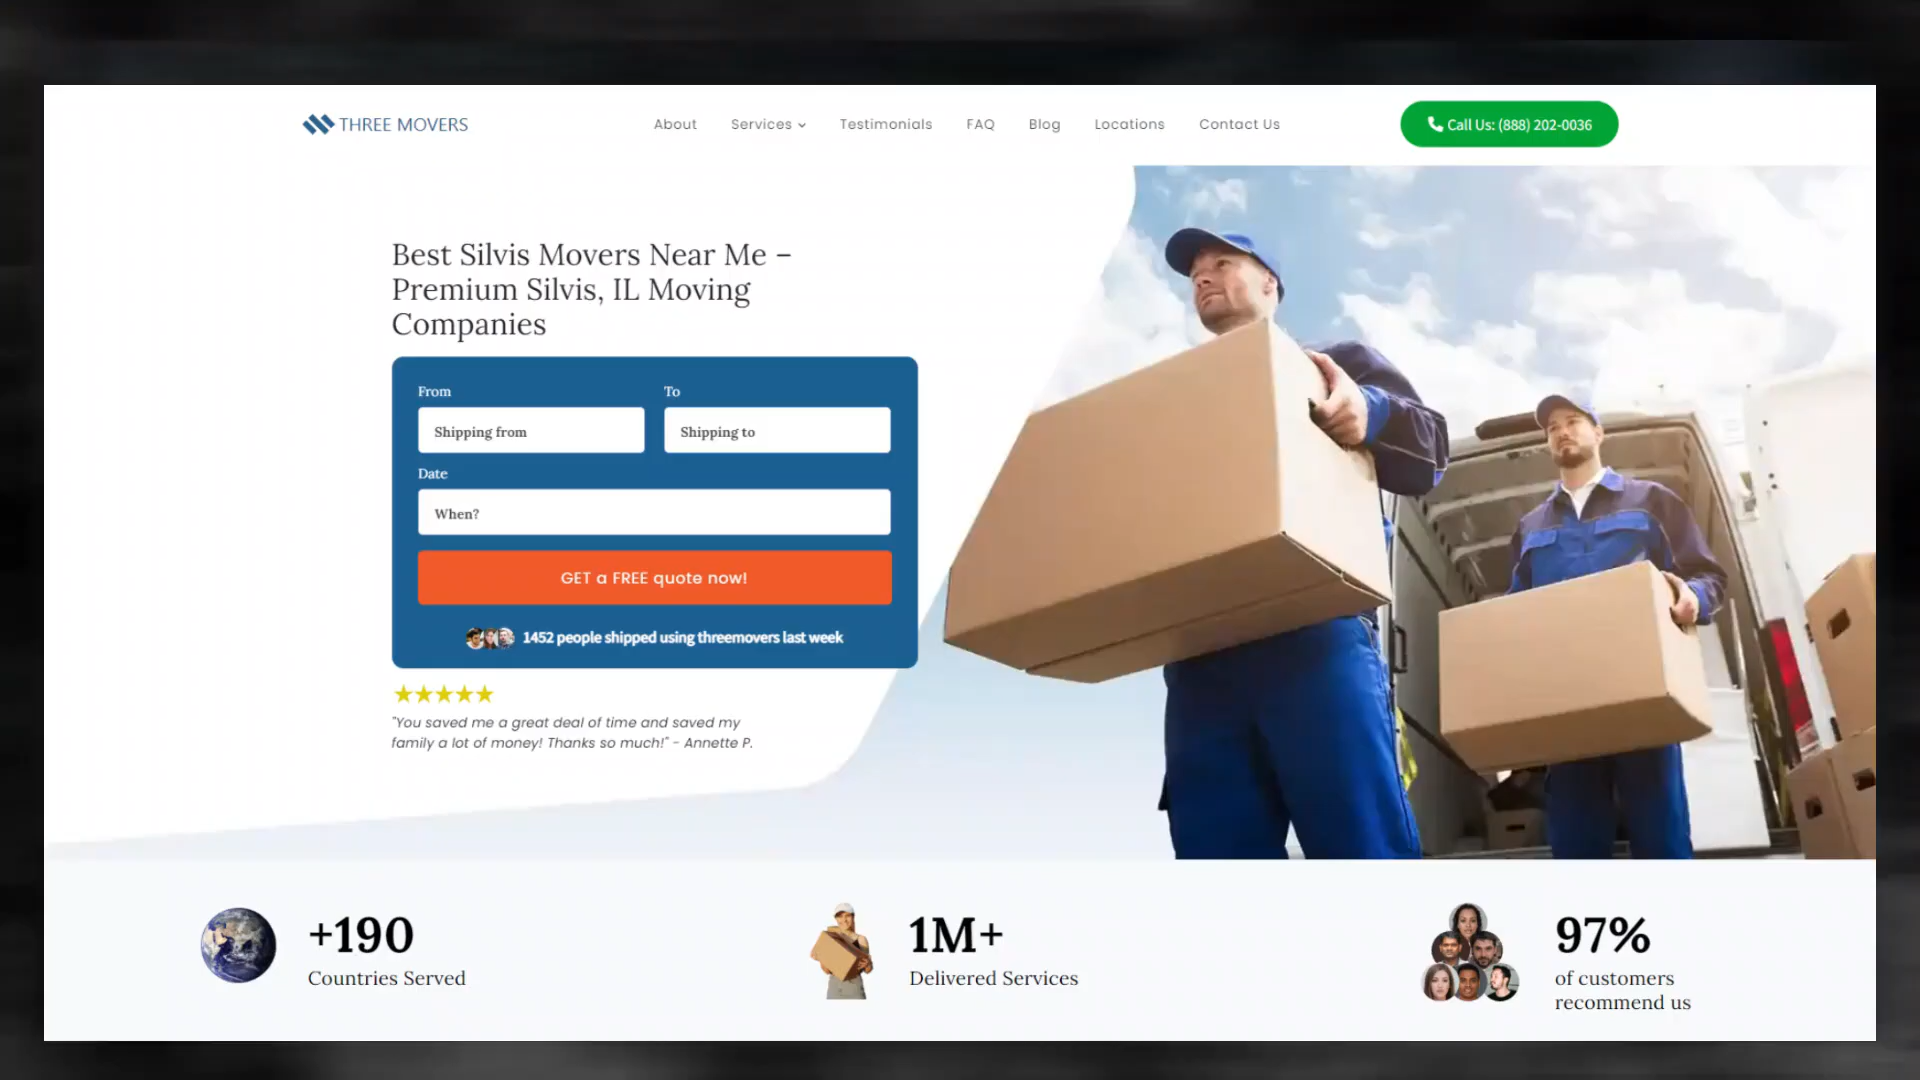 THREE MOVERS
About
Services
Testimonials
FAQ
Blog
Locations
Contact Us
Call Us: (888) 202-0036
Best Silvis Movers Near Me –
Premium Silvis, IL Moving
Companies
From
To
Shipping from
Shipping to
Date
When?
GET a FREE quote now!
1452 people shipped using threemovers last week
"You saved me a great deal of time and saved my
family a lot of money! Thanks so much!" - Annette P.
+190
Countries Served
1M+
Delivered Services
97%
of customers
recommend us